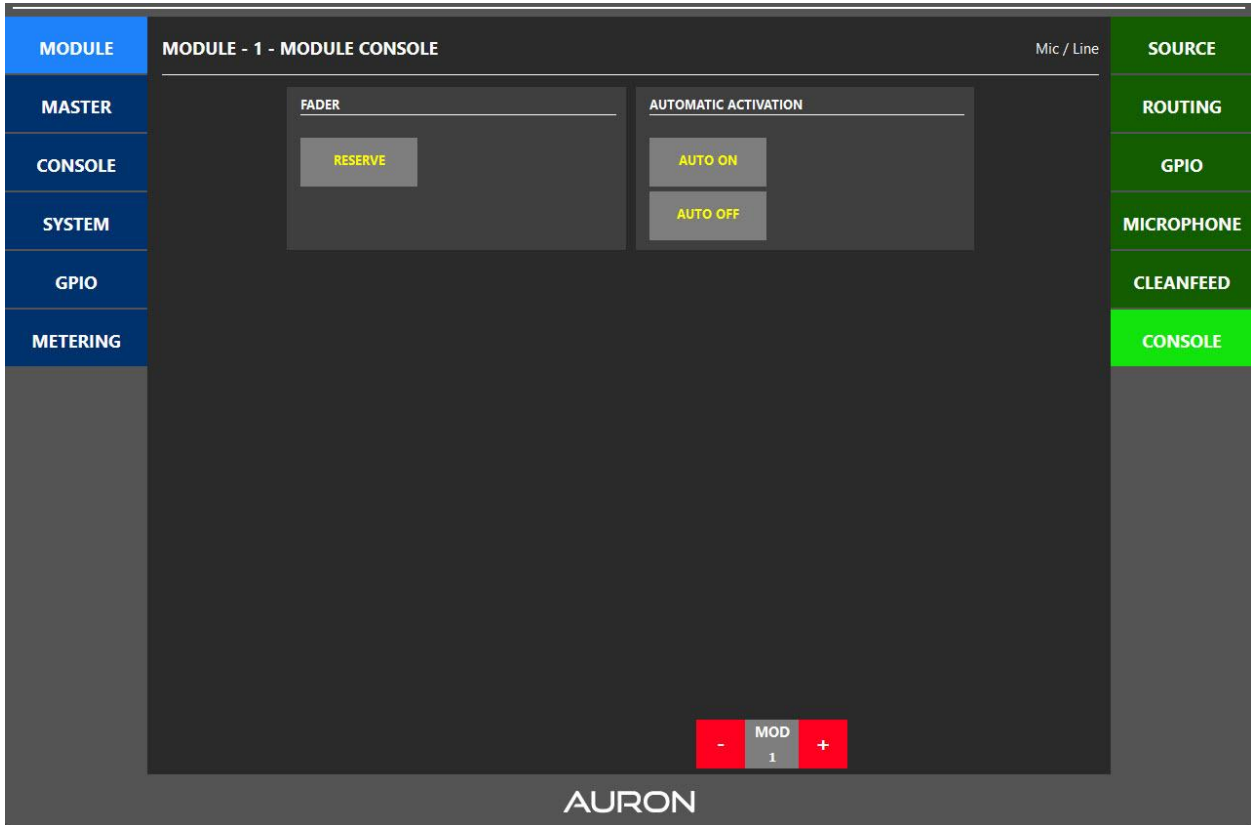 MODULE
MASTER
CONSOLE
SYSTEM
GPIO
METERING
MODULE - 1 - MODULE CONSOLE
Mic / Line
FADER
RESERVE
AUTOMATIC ACTIVATION
AUTO ON
AUTO OFF
- MOD +
1
SOURCE
ROUTING
GPIO
MICROPHONE
CLEANFEED
CONSOLE
AURON